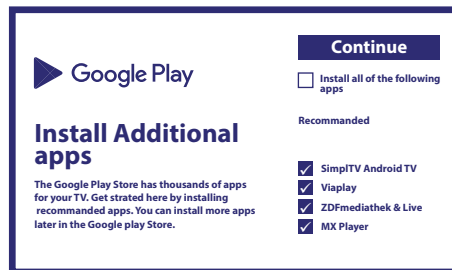 Google Play
Install Additional
apps
The Google Play Store has thousands of apps
for your TV. Get strated here by installing
recommanded apps. You can install more apps
later in the Google play Store.
Continue
Install all of the following
apps
Recommanded
SimplTV Android TV
Viaplay
ZDFmediathek & Live
MX Player